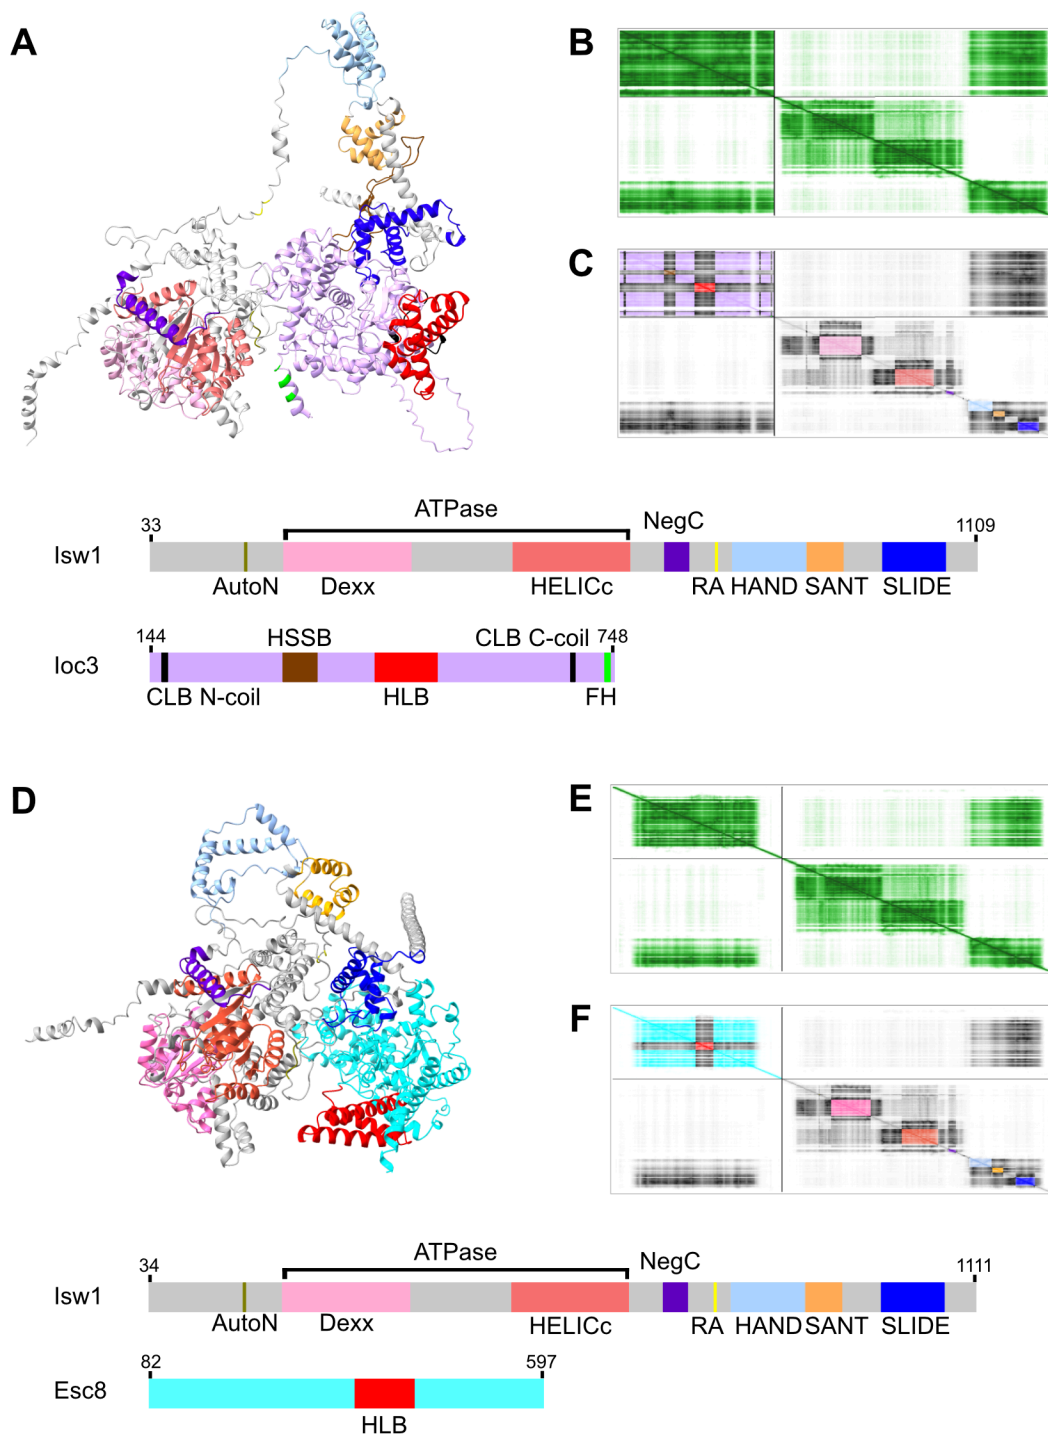 A
B
C
ATPase
33
NegC
1109
Isw1
AutoN
Dexx
HELICc
RA
HAND
SANT
SLIDE
144
HSSB
CLB C-coil
748
Ioc3
CLB N-coil
HLB
FH
D
E
F
ATPase
34
NegC
1111
Isw1
AutoN
Dexx
HELICc
RA
HAND
SANT
SLIDE
82
597
Esc8
HLB